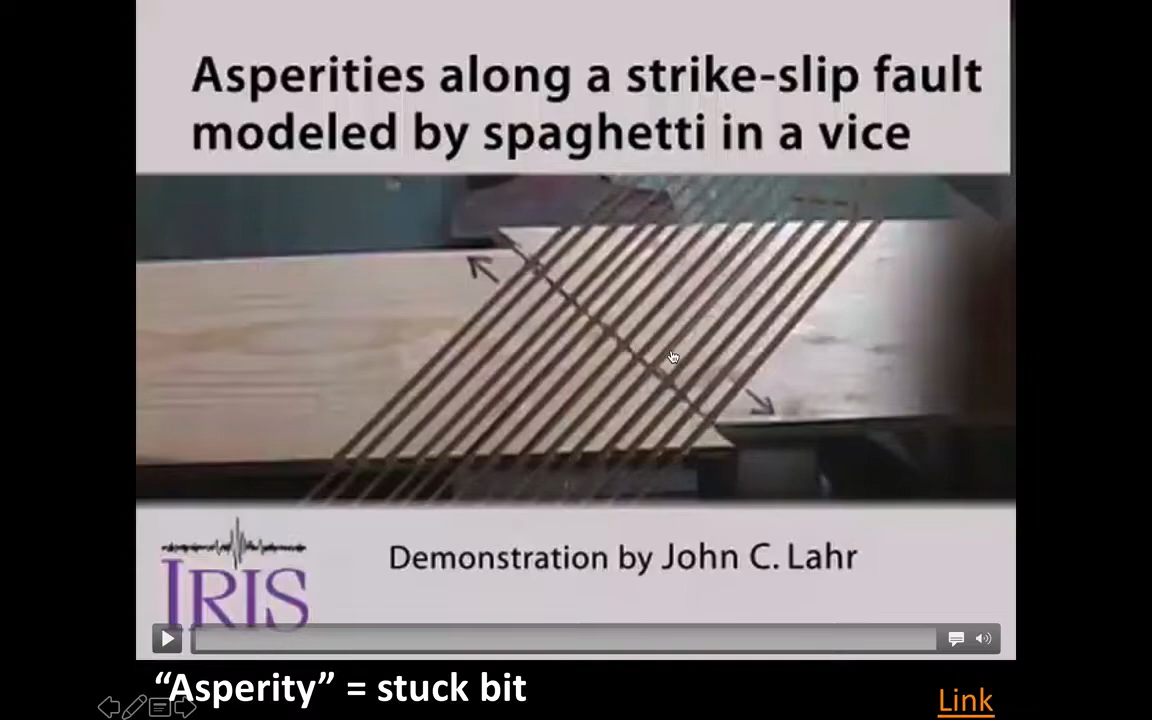 Asperities along a strike-slip fault
modeled by spaghetti in a vice
IRIS
Demonstration by John C. Lahr
“Asperity” = stuck bit
Link